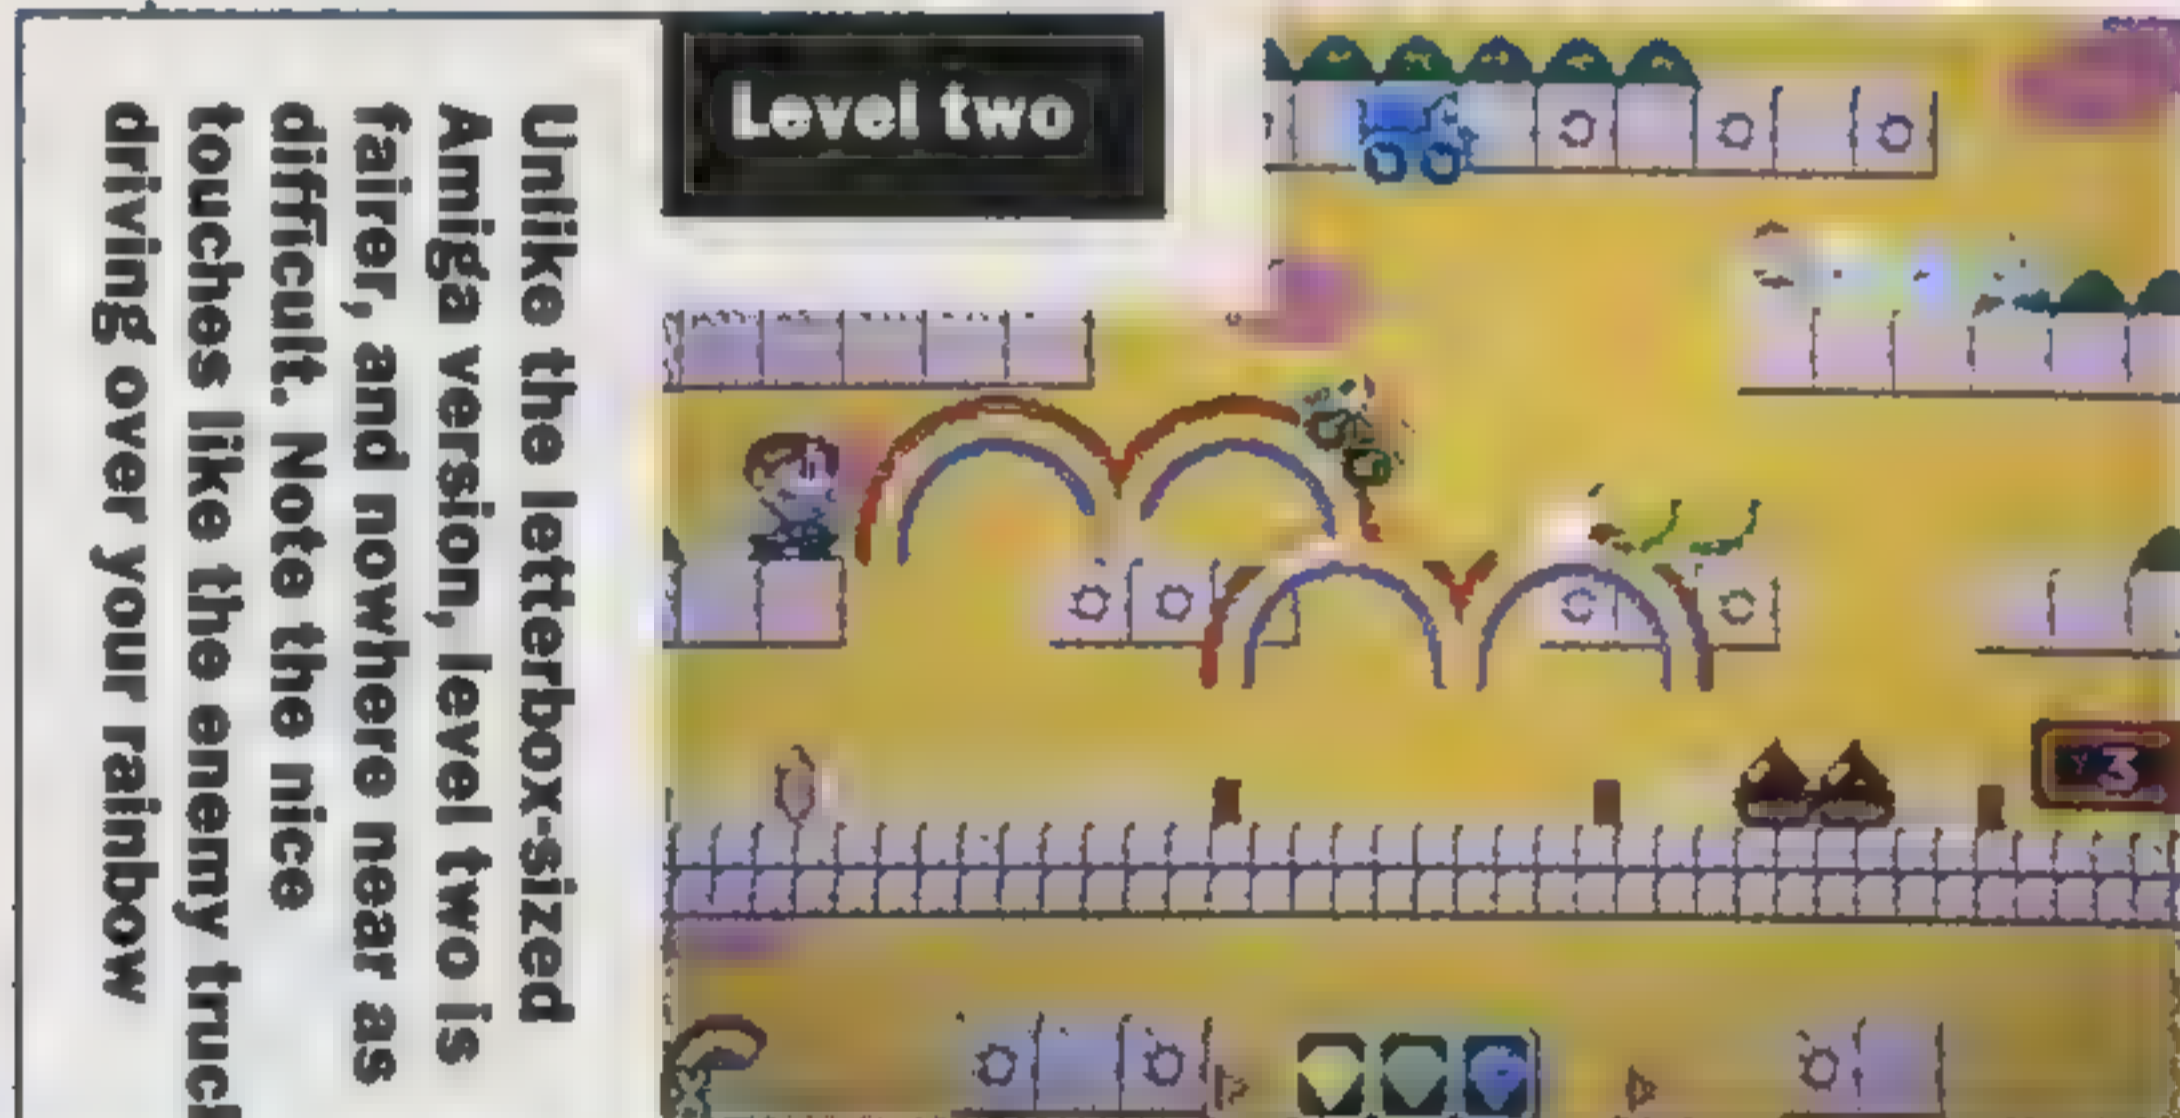 Level two
Unlike the letterbox-sized
Amiga version, level two is
fairer, and nowhere near as
difficult. Note the nice
touches like the enemy truck
driving over your rainbow
3